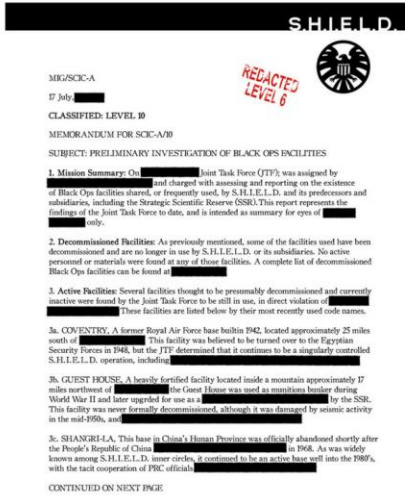 S.H.I.E.L.D.
MIG/SCIC-A
REDACTED
LEVEL 6
17 July,
CLASSIFIED: LEVEL 10
MEMORANDUM FOR SCIC-A/10
SUBJECT: PRELIMINARY INVESTIGATION OF BLACK OPS FACILITIES
1. Mission Summary: On Joint Task Force (JTF); was assigned by
and charged with assessing and reporting on the existence
of Black Ops facilities shared, or frequently used, by S.H.I.E.L.D. and its predecessors and
subsidiaries, including the Strategic Scientific Reserve (SSR). This report represents the
findings of the Joint Task Force to date, and is intended as summary for eyes of
only.
2. Decommissioned Facilities: As previously mentioned, some of the facilities used have been
decommissioned and are no longer in use by S.H.I.E.L.D. or its subsidiaries. No active
personnel or materials were found at any of those facilities. A complete list of decommissioned
Black Ops facilities can be found at
3. Active Facilities: Several facilities thought to be presumably decommissioned and currently
inactive were found by the Joint Task Force to be still in use, in direct violation of
These facilities are listed below by their most recently used code names.
3a. COVENTRY, A former Royal Air Force base builtin 1942, located approximately 25 miles
south of This facility was believed to be turned over to the Egyptian
Security Forces in 1948, but the JTF determined that it continues to be a singularly controlled
S.H.I.E.L.D. operation, including
3b. GUEST HOUSE, A heavily fortified facility located inside a mountain approximately 17
miles northwest of the Guest House was used as munitions bunker during
World War II and later upgrded for use as a by the SSR.
This facility was never formally decommissioned, although it was damaged by seismic activity
in the mid-1950s, and
3c. SHANGRI-LA, This base in China's Hunan Province was officially abandoned shortly after
the People's Republic of China in 1968. As was widely
known among S.H.I.E.L.D. inner circles, it continued to be an active base well into the 1980's,
with the tacit cooperation of PRC officials
CONTINUED ON NEXT PAGE